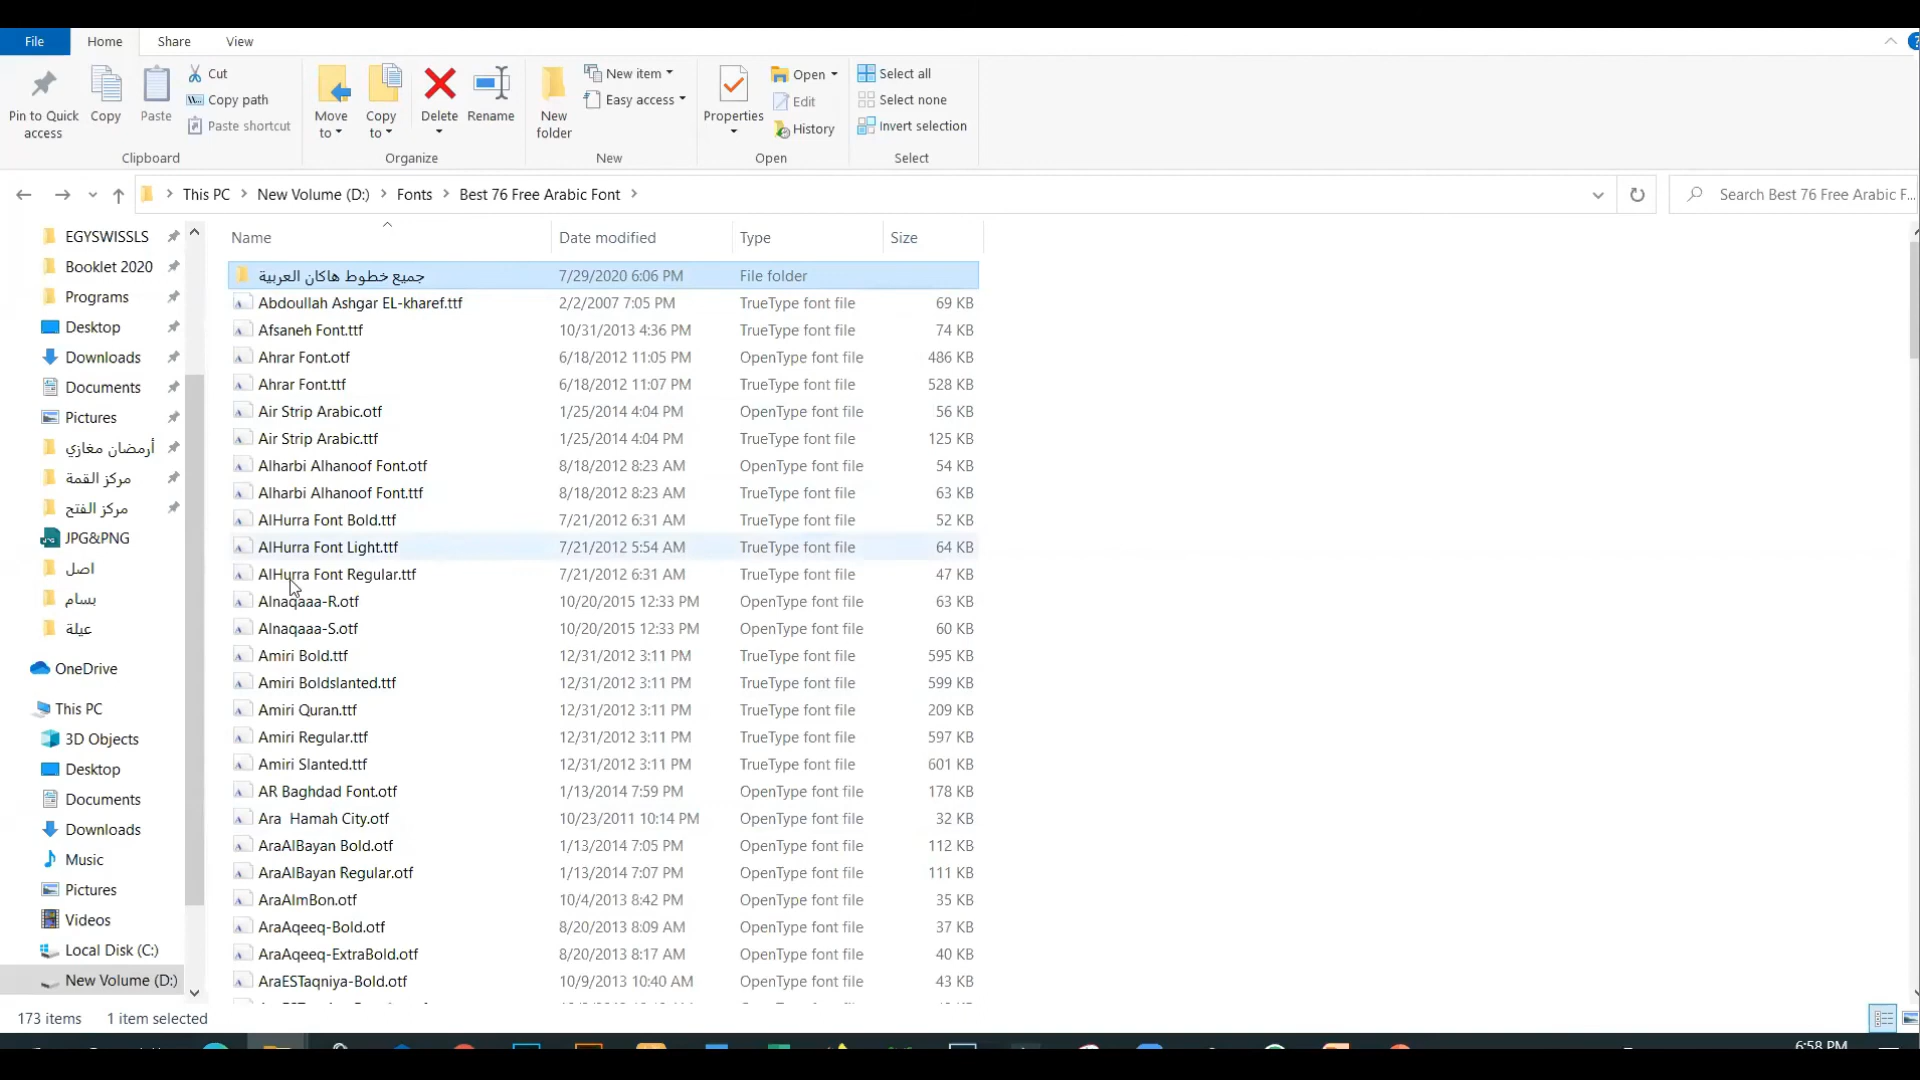 File Home Share View
Pin to Quick access
Copy
Paste
Cut
Copy path
Paste shortcut
Clipboard
Move to
Copy to
Delete
Rename
Organize
New folder
New item
Easy access
New
Properties
Open
Edit
History
Open
Select all
Select none
Invert selection
Select
This PC New Volume (D:) Fonts Best 76 Free Arabic Font
Search Best 76 Free Arabic F...
EGYSWISSLS
Booklet 2020
Programs
Desktop
Downloads
Documents
Pictures
أرمضان مغازي
مركز القمة
مركز الفتح
JPG&PNG
اصل
بسام
عيلة
OneDrive
This PC
3D Objects
Desktop
Documents
Downloads
Music
Pictures
Videos
Local Disk (C:)
New Volume (D:)
Name Date modified Type Size
جميع خطوط هاكان العربية 7/29/2020 6:06 PM File folder
Abdoullah Ashgar EL-kharef.ttf 2/2/2007 7:05 PM TrueType font file 69 KB
Afsaneh Font.ttf 10/31/2013 4:36 PM TrueType font file 74 KB
Ahrar Font.otf 6/18/2012 11:05 PM OpenType font file 486 KB
Ahrar Font.ttf 6/18/2012 11:07 PM TrueType font file 528 KB
Air Strip Arabic.otf 1/25/2014 4:04 PM OpenType font file 56 KB
Air Strip Arabic.ttf 1/25/2014 4:04 PM TrueType font file 125 KB
Alharbi Alhanoof Font.otf 8/18/2012 8:23 AM OpenType font file 54 KB
Alharbi Alhanoof Font.ttf 8/18/2012 8:23 AM TrueType font file 63 KB
AlHurra Font Bold.ttf 7/21/2012 6:31 AM TrueType font file 52 KB
AlHurra Font Light.ttf 7/21/2012 5:54 AM TrueType font file 64 KB
AlHurra Font Regular.ttf 7/21/2012 6:31 AM TrueType font file 47 KB
Alnaqaaa-R.otf 10/20/2015 12:33 PM OpenType font file 63 KB
Alnaqaaa-S.otf 10/20/2015 12:33 PM OpenType font file 60 KB
Amiri Bold.ttf 12/31/2012 3:11 PM TrueType font file 595 KB
Amiri Boldslanted.ttf 12/31/2012 3:11 PM TrueType font file 599 KB
Amiri Quran.ttf 12/31/2012 3:11 PM TrueType font file 209 KB
Amiri Regular.ttf 12/31/2012 3:11 PM TrueType font file 597 KB
Amiri Slanted.ttf 12/31/2012 3:11 PM TrueType font file 601 KB
AR Baghdad Font.otf 1/13/2014 7:59 PM OpenType font file 178 KB
Ara Hamah City.otf 10/23/2011 10:14 PM OpenType font file 32 KB
AraAlBayan Bold.otf 1/13/2014 7:05 PM OpenType font file 112 KB
AraAlBayan Regular.otf 1/13/2014 7:07 PM OpenType font file 111 KB
AraAlmBon.otf 10/4/2013 8:42 PM OpenType font file 35 KB
AraAqeeq-Bold.otf 8/20/2013 8:09 AM OpenType font file 37 KB
AraAqeeq-ExtraBold.otf 8/20/2013 8:17 AM OpenType font file 40 KB
AraESTaqniya-Bold.otf 10/9/2013 10:40 AM OpenType font file 43 KB
173 items 1 item selected
6:58 PM